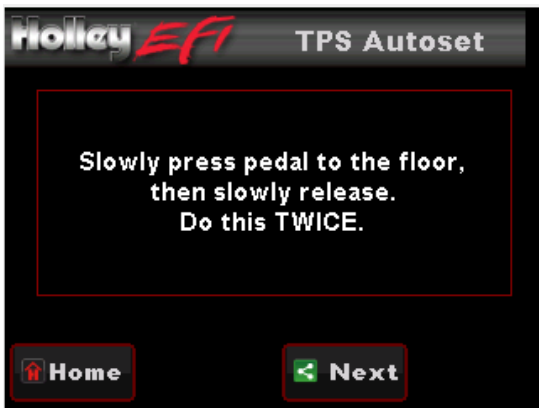 Holley EFI
TPS Autoset
Slowly press pedal to the floor,
then slowly release.
Do this TWICE.
Home
Next